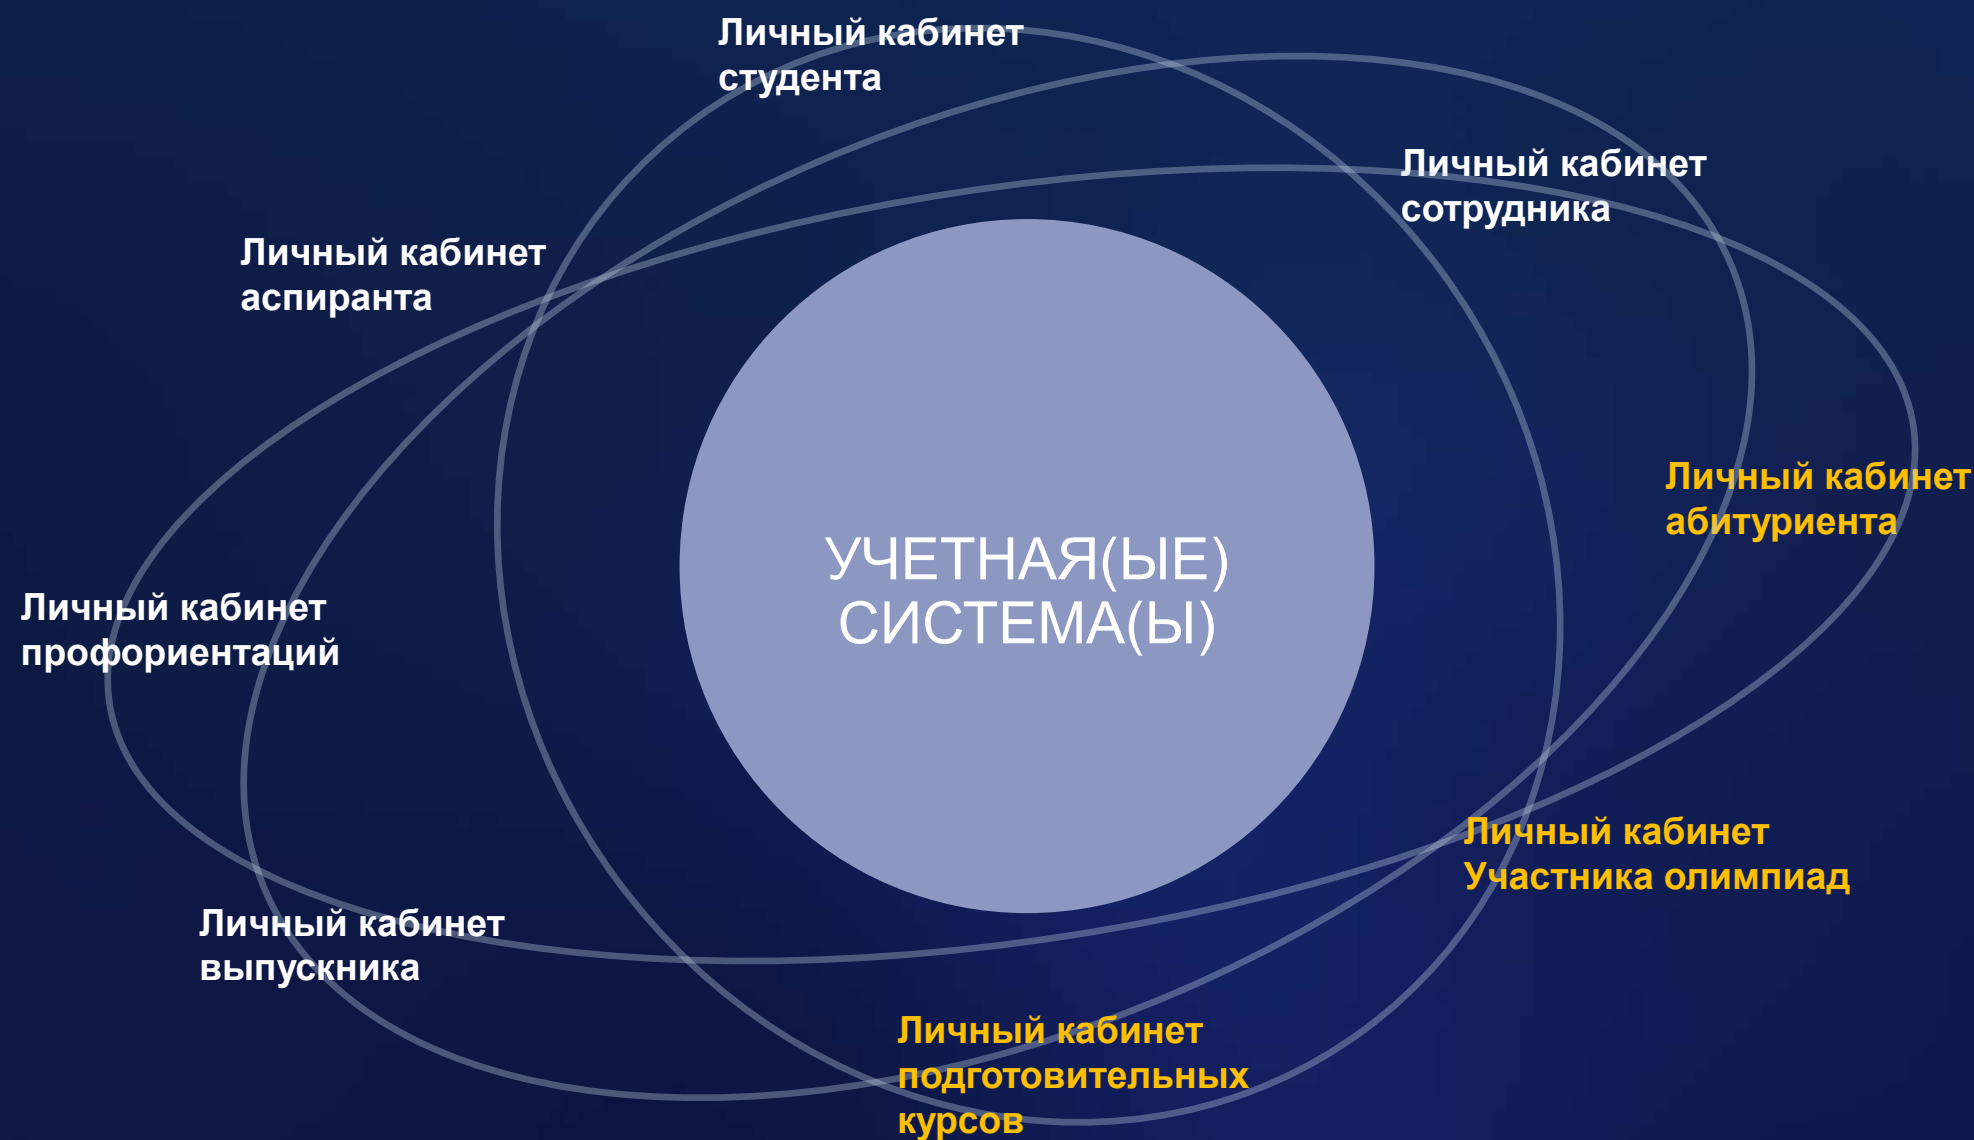 Личный кабинет
студента
Личный кабинет
сотрудника
Личный кабинет
аспиранта
Личный кабинет
абитуриента
УЧЕТНАЯ(ЫЕ)
СИСТЕМА(Ы)
Личный кабинет
профориентаций
Личный кабинет
Участника олимпиад
Личный кабинет
выпускника
Личный кабинет
подготовительных
курсов